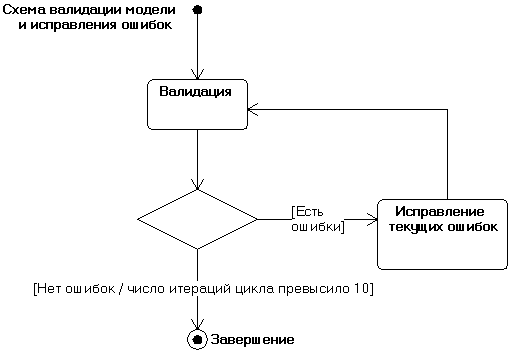 Схема валидации модели
и исправления ошибок
Валидация
[Есть
ошибки]
Исправление
текущих ошибок
[Нет ошибок / число итераций цикла превысило 10]
Завершение